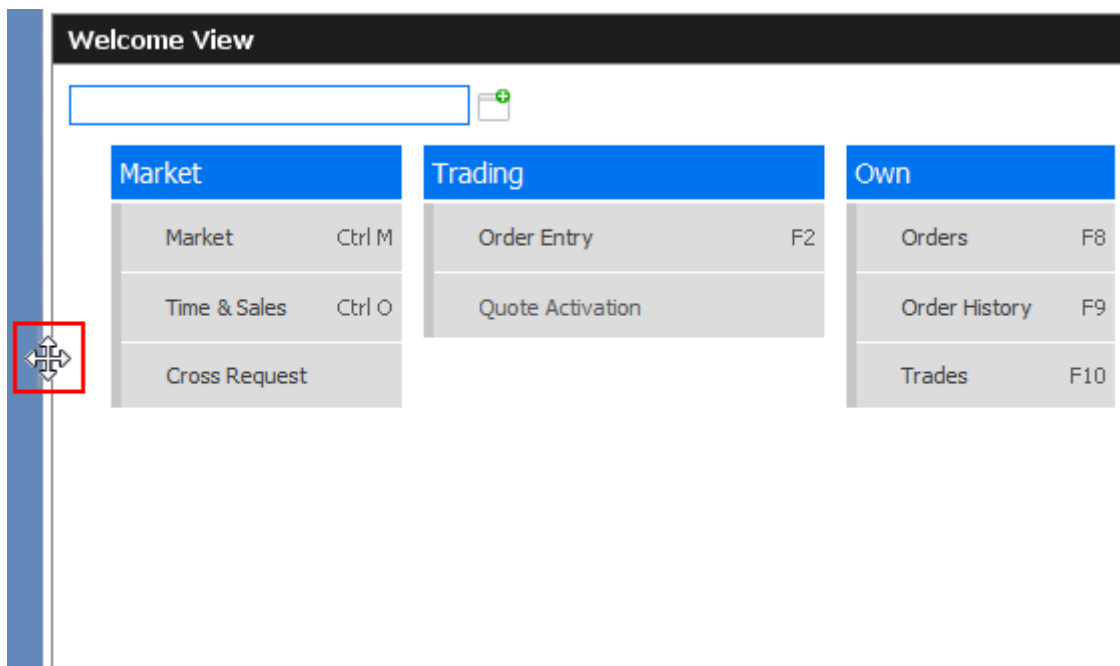 Welcome View
Market Trading Own
Market Ctrl M Order Entry F2 Orders F8
Time & Sales Ctrl O Quote Activation Order History F9
Cross Request Trades F10